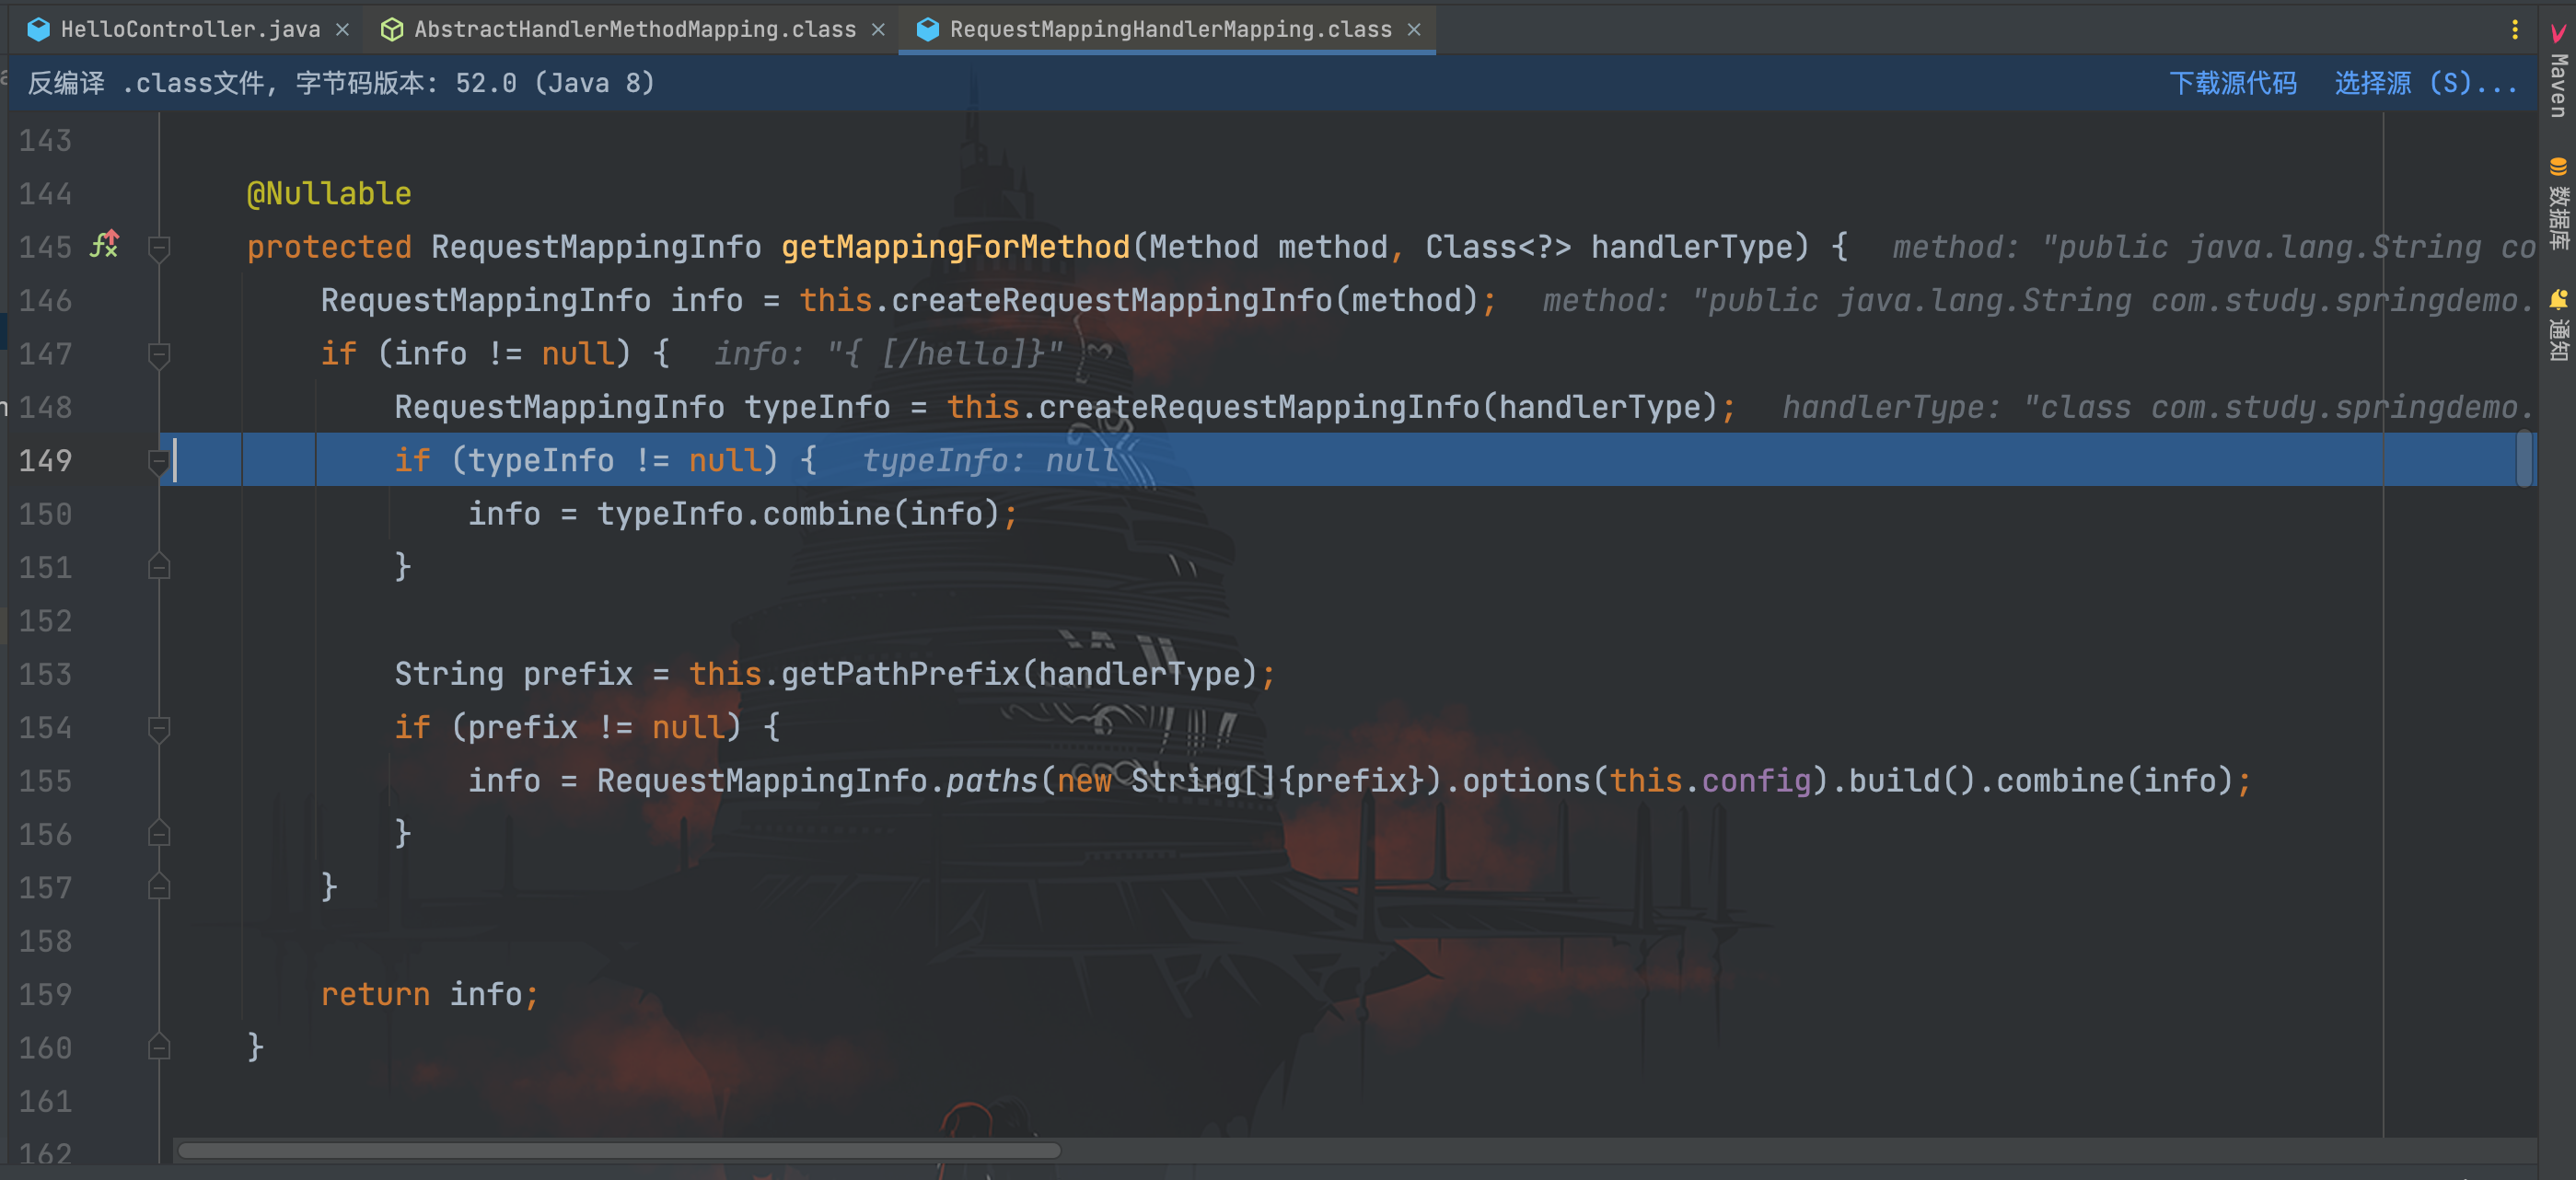 HelloController.java
AbstractHandlerMethodMapping.class
RequestMappingHandlerMapping.class
反编译 .class文件, 字节码版本: 52.0 (Java 8)
下载源代码
选择源 (S)...
143
144 @Nullable
145 protected RequestMappingInfo getMappingForMethod(Method method, Class<?> handlerType) { method: "public java.lang.String co
146 RequestMappingInfo info = this.createRequestMappingInfo(method); method: "public java.lang.String com.study.springdemo.
147 if (info != null) { info: "{ [/hello]}"
148 RequestMappingInfo typeInfo = this.createRequestMappingInfo(handlerType); handlerType: "class com.study.springdemo.
149 if (typeInfo != null) { typeInfo: null
150 info = typeInfo.combine(info);
151 }
152
153 String prefix = this.getPathPrefix(handlerType);
154 if (prefix != null) {
155 info = RequestMappingInfo.paths(new String[]{prefix}).options(this.config).build().combine(info);
156 }
157 }
158
159 return info;
160 }
161
162
Maven
数据库
通知